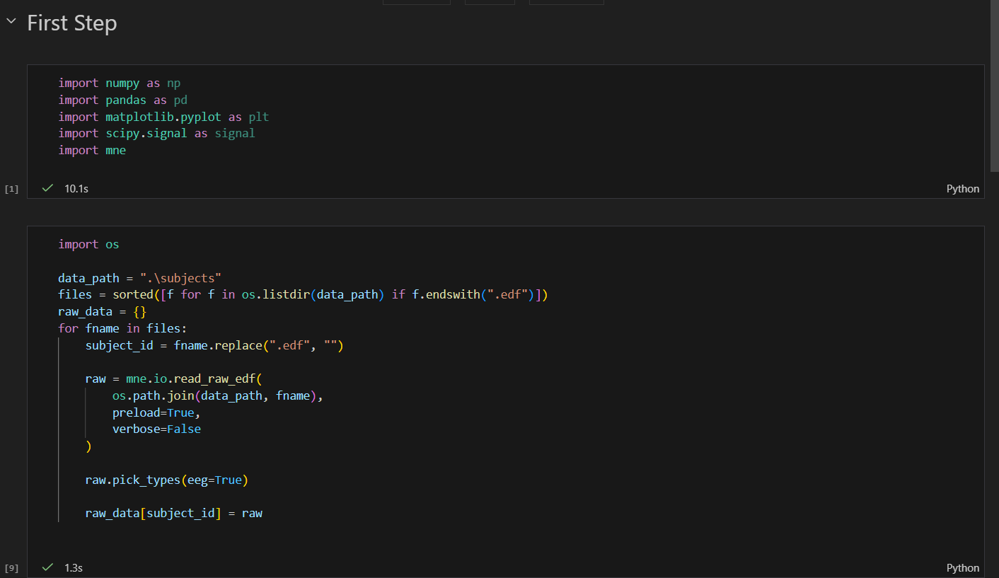 First Step
import numpy as np
import pandas as pd
import matplotlib.pyplot as plt
import scipy.signal as signal
import mne
[1]
10.1s
Python
import os
data_path = ".\subjects"
files = sorted([f for f in os.listdir(data_path) if f.endswith(".edf")])
raw_data = {}
for fname in files:
    subject_id = fname.replace(".edf", "")
    raw = mne.io.read_raw_edf(
        os.path.join(data_path, fname),
        preload=True,
        verbose=False
    )
    raw.pick_types(eeg=True)
    raw_data[subject_id] = raw
[9]
1.3s
Python